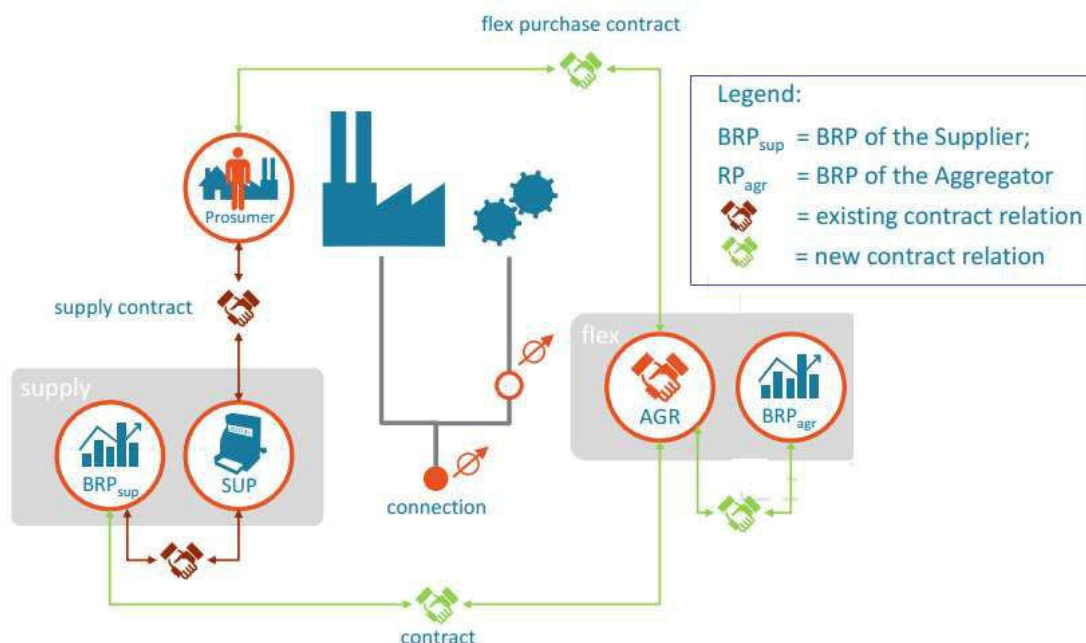 flex purchase contract
Legend:
BRPsup = BRP of the Supplier;
RPagr = BRP of the Aggregator
= existing contract relation
= new contract relation
Prosumer
supply contract
flex
supply
AGR
BRPagr
BRPsup
SUP
connection
contract